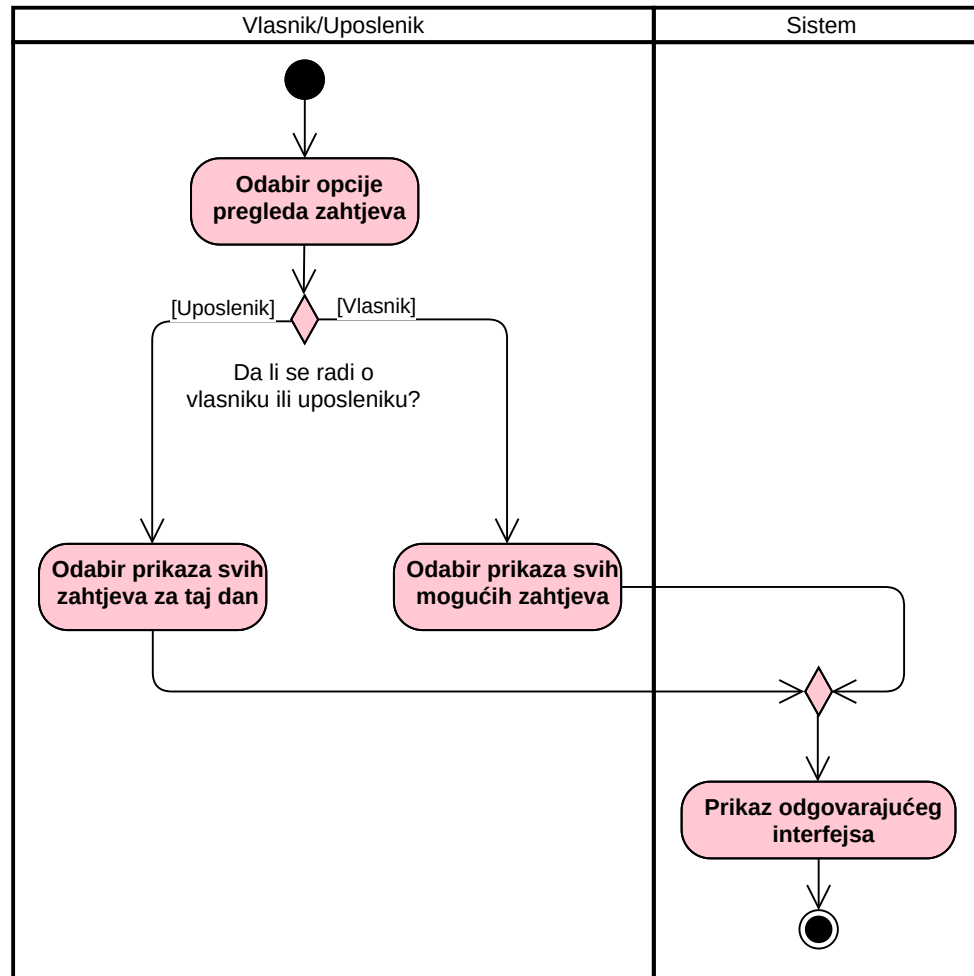 Vlasnik/Uposlenik
Sistem
Odabir opcije
pregleda zahtjeva
[Uposlenik]
[Vlasnik]
Da li se radi o
vlasniku ili uposleniku?
Odabir prikaza svih
zahtjeva za taj dan
Odabir prikaza svih
mogućih zahtjeva
Prikaz odgovarajućeg
interfejsa